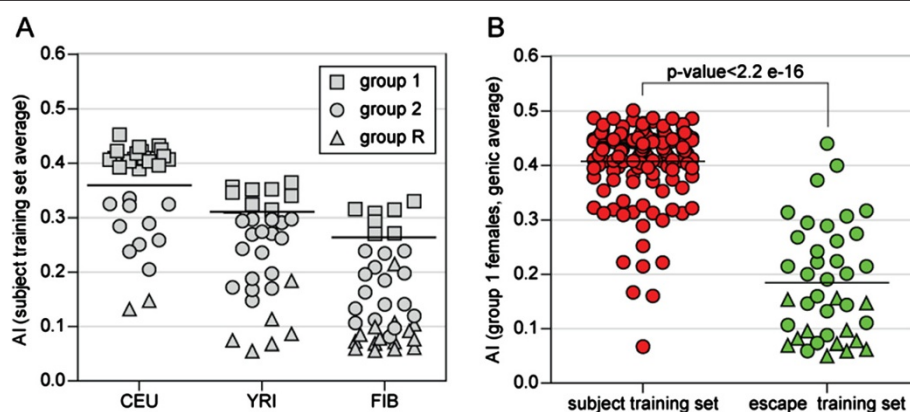 A
B
AI (subject training set average)
0.6
0.5
0.4
0.3
0.2
0.1
0.0
group 1
group 2
group R
CEU
YRI
FIB
AI (group 1 females, genic average)
0.6
0.5
0.4
0.3
0.2
0.1
0.0
p-value<2.2 e-16
subject training set
escape training set